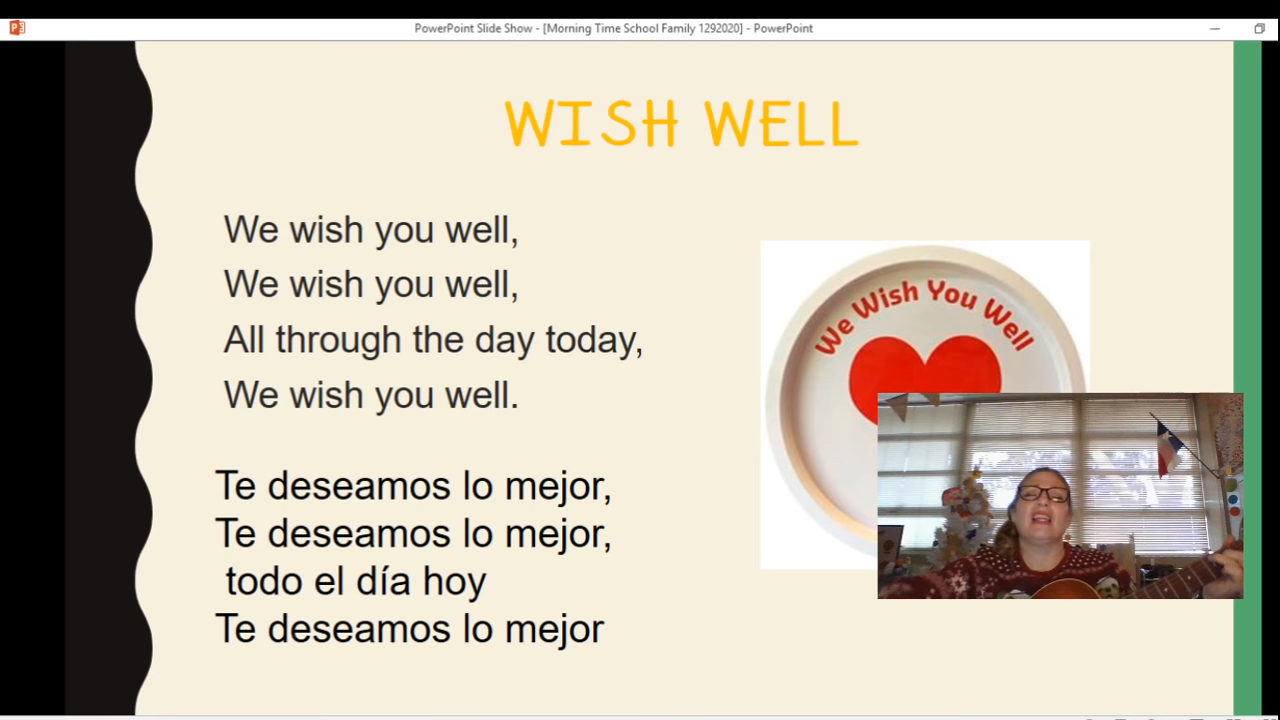 PowerPoint Slide Show - [Morning Time School Family 1292020] - PowerPoint
WISH WELL
We wish you well,
We wish you well,
All through the day today,
We wish you well.
Te deseamos lo mejor,
Te deseamos lo mejor,
todo el día hoy
Te deseamos lo mejor
We Wish You Well